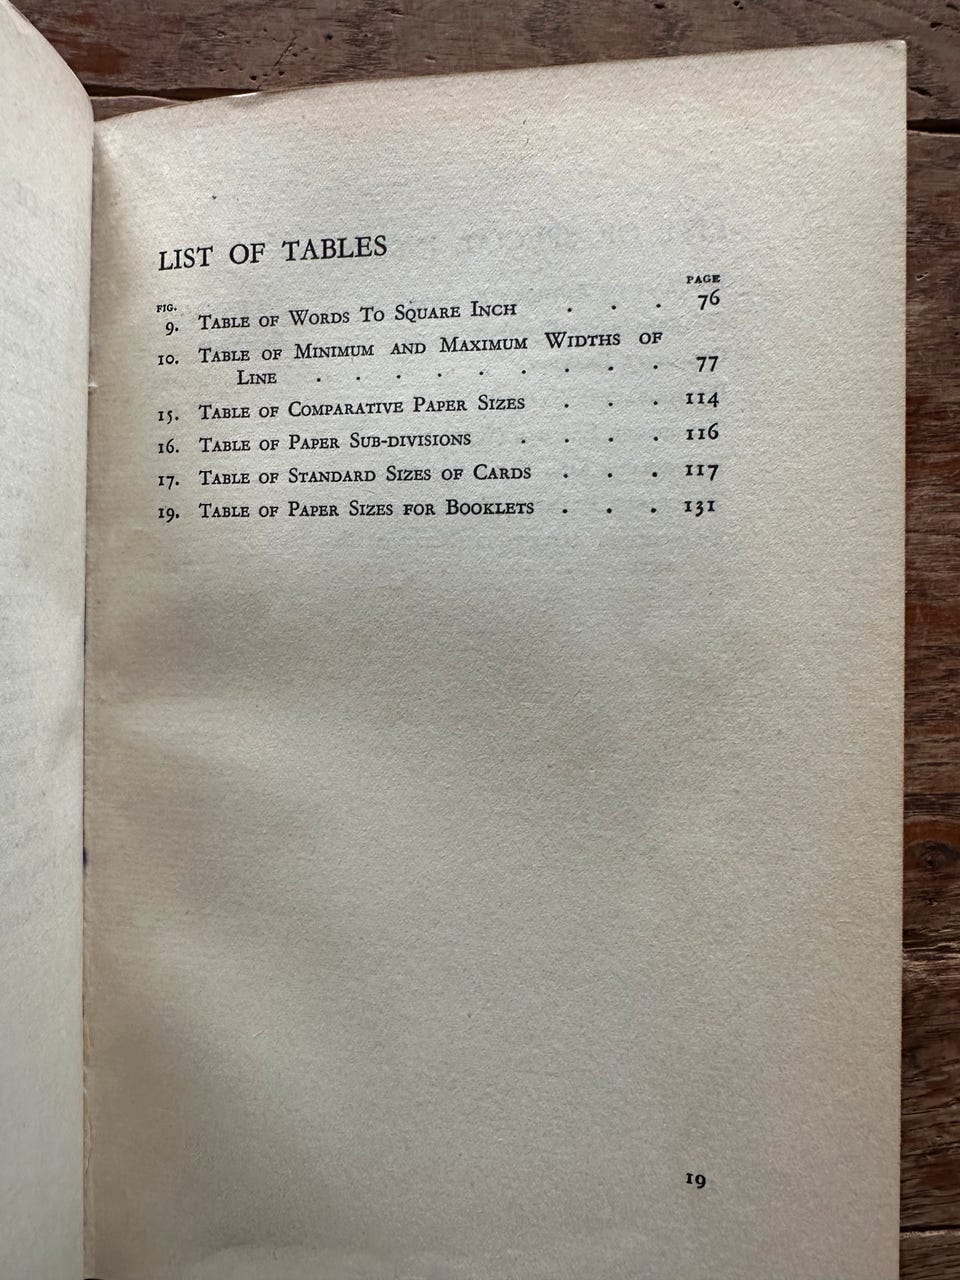 LIST OF TABLES
PAGE
FIG.
9. TABLE OF WORDS TO SQUARE INCH . . . 76
10. TABLE OF MINIMUM AND MAXIMUM WIDTHS OF
LINE . . . . . . . . . 77
15. TABLE OF COMPARATIVE PAPER SIZES . . . 114
16. TABLE OF PAPER SUB-DIVISIONS . . . . 116
17. TABLE OF STANDARD SIZES OF CARDS . . . 117
19. TABLE OF PAPER SIZES FOR BOOKLETS . . . 131
19